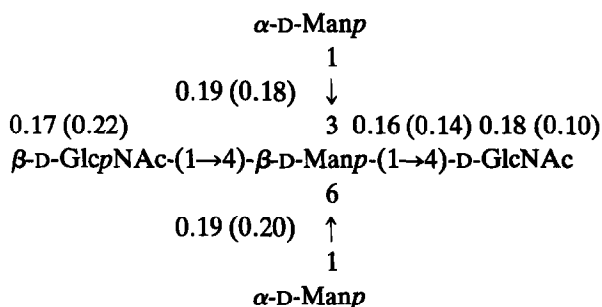 α-D-Manp
1
0.19 (0.18) ↓
0.17 (0.22) 3 0.16 (0.14) 0.18 (0.10)
β-D-GlcpNAc-(1→4)-β-D-Manp-(1→4)-D-GlcNAc
6
0.19 (0.20) ↑
1
α-D-Manp